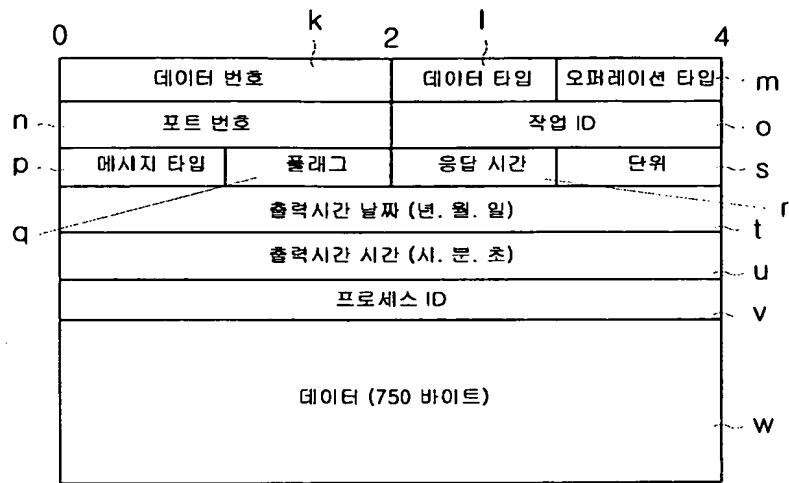 k l
0 2 4
데이터 번호 데이터 타입 오퍼레이션 타입 m
n 포트 번호 작업 ID o
p 메시지 타입 플래그 응답 시간 단위 s
q 출력시간 날짜 (년. 월. 일) r
t
출력시간 시간 (시. 분. 초) u
프로세스 ID v
데이터 (750 바이트) w